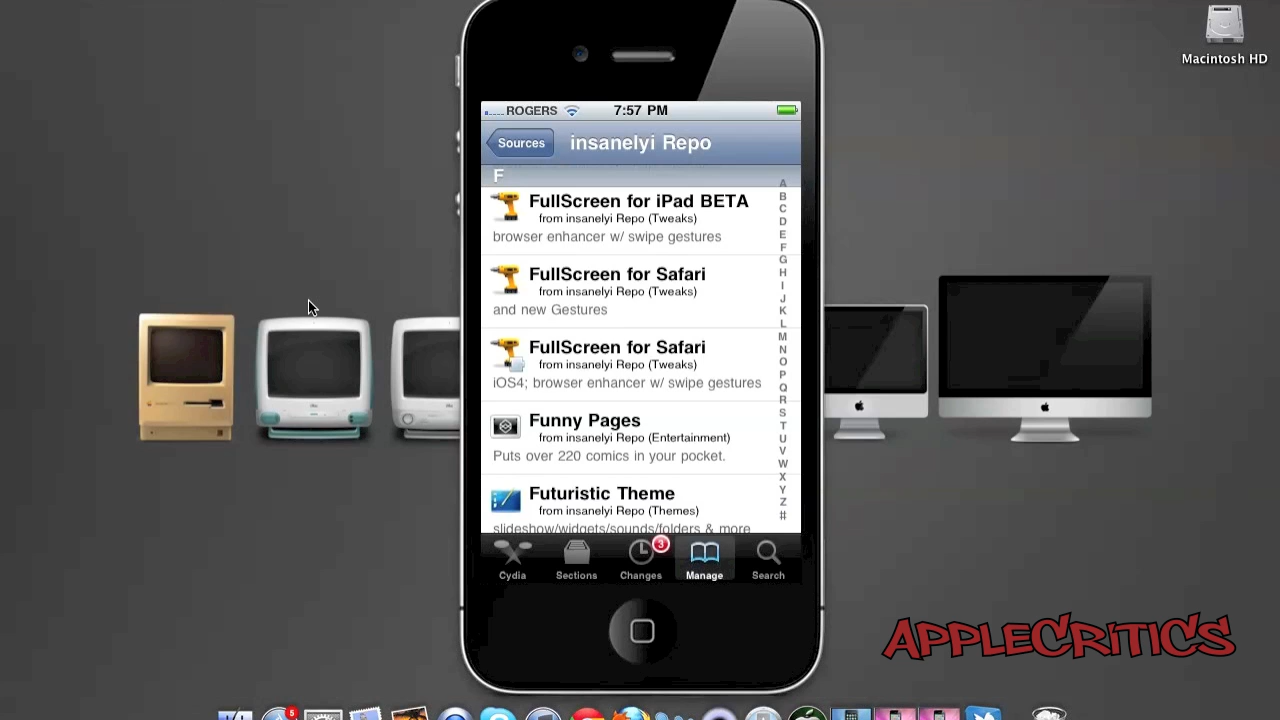 Macintosh HD
ROGERS 7:57 PM
Sources insanelyi Repo
F
FullScreen for iPad BETA
from insanelyi Repo (Tweaks)
browser enhancer w/ swipe gestures
FullScreen for Safari
from insanelyi Repo (Tweaks)
and new Gestures
FullScreen for Safari
from insanelyi Repo (Tweaks)
iOS4; browser enhancer w/ swipe gestures
Funny Pages
from insanelyi Repo (Entertainment)
Puts over 220 comics in your pocket.
Futuristic Theme
from insanelyi Repo (Themes)
slideshow/widgets/sounds/folders & more
A
B
C
D
E
F
G
H
I
J
K
L
M
N
O
P
Q
R
S
T
U
V
W
X
Y
Z
#
3
Cydia Sections Changes Manage Search
APPLECRITICS
5